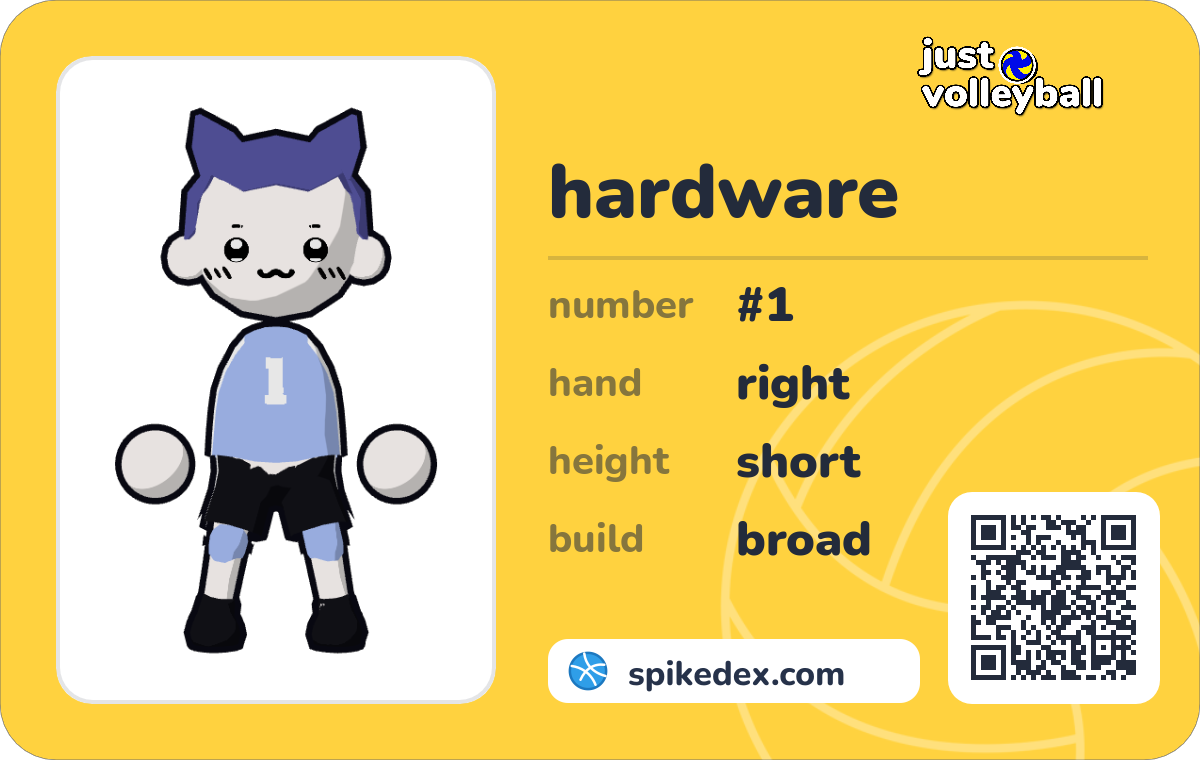 just
volleyball
hardware
number #1
hand right
height short
build broad
1
spikedex.com